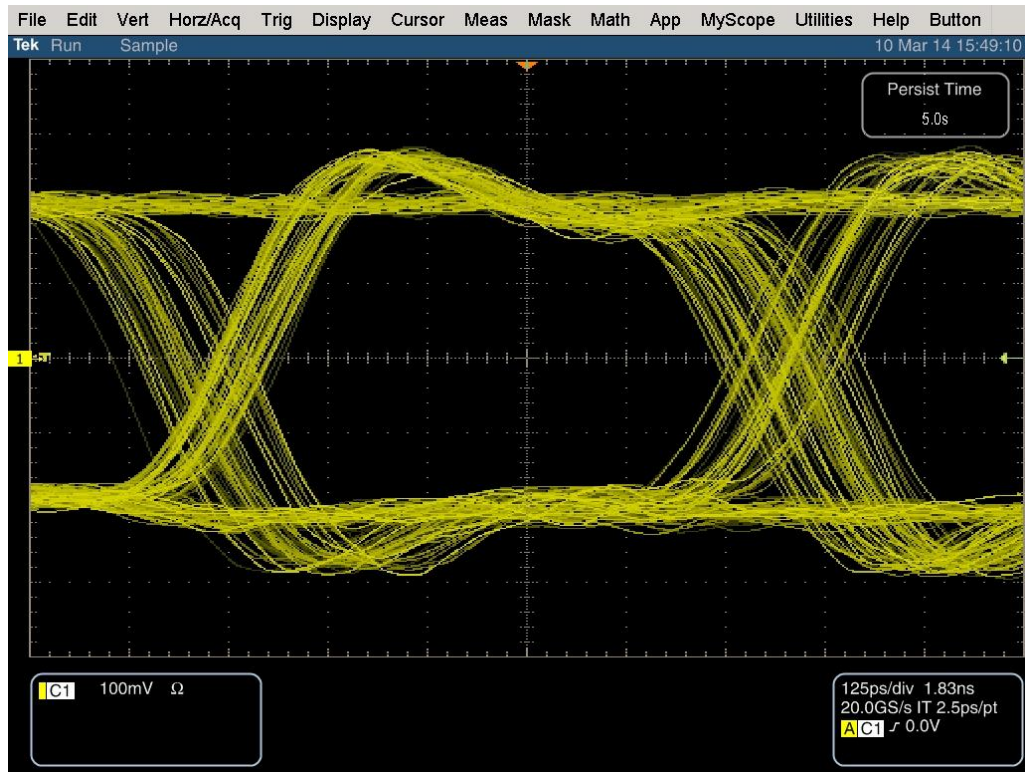 File Edit Vert Horz/Acq Trig Display Cursor Meas Mask Math App MyScope Utilities Help Button
Tek Run Sample 10 Mar 14 15:49:10
Persist Time
5.0s
1
C1 100mV Ω
125ps/div 1.83ns
20.0GS/s IT 2.5ps/pt
A C1 ƒ 0.0V